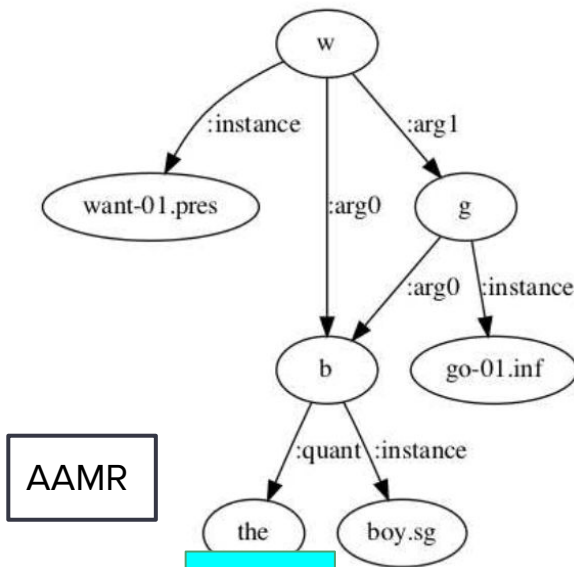 w
:instance
:arg1
want-01.pres
:arg0
g
:arg0
:instance
b
go-01.inf
:quant
:instance
AAMR
the
boy.sg